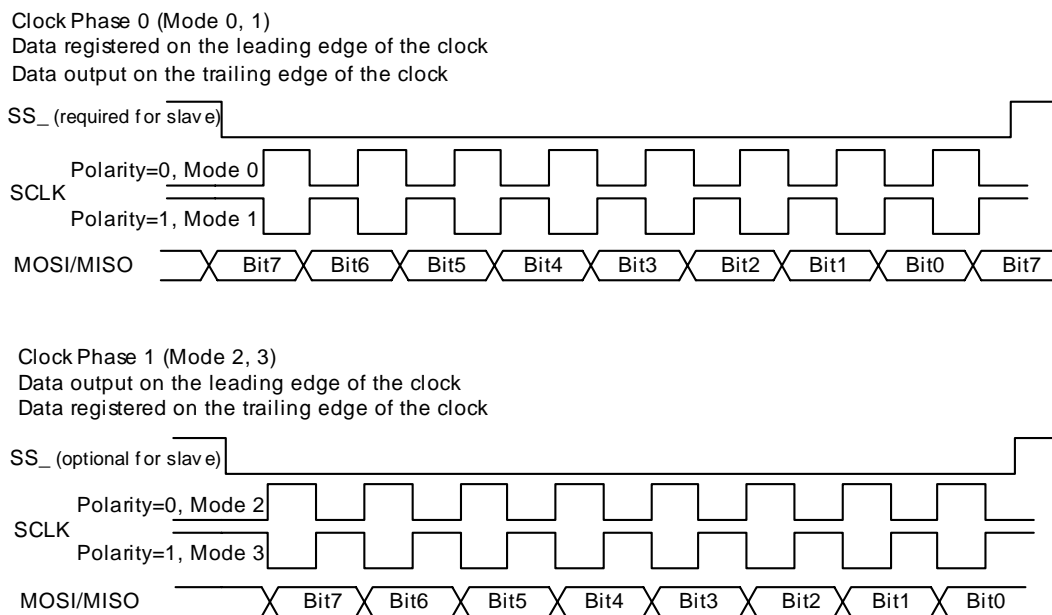 Clock Phase 0 (Mode 0, 1)
Data registered on the leading edge of the clock
Data output on the trailing edge of the clock
SS_ (required for slave)
Polarity=0, Mode 0
SCLK
Polarity=1, Mode 1
MOSI/MISO Bit7 Bit6 Bit5 Bit4 Bit3 Bit2 Bit1 Bit0 Bit7
Clock Phase 1 (Mode 2, 3)
Data output on the leading edge of the clock
Data registered on the trailing edge of the clock
SS_ (optional for slave)
Polarity=0, Mode 2
SCLK
Polarity=1, Mode 3
MOSI/MISO Bit7 Bit6 Bit5 Bit4 Bit3 Bit2 Bit1 Bit0